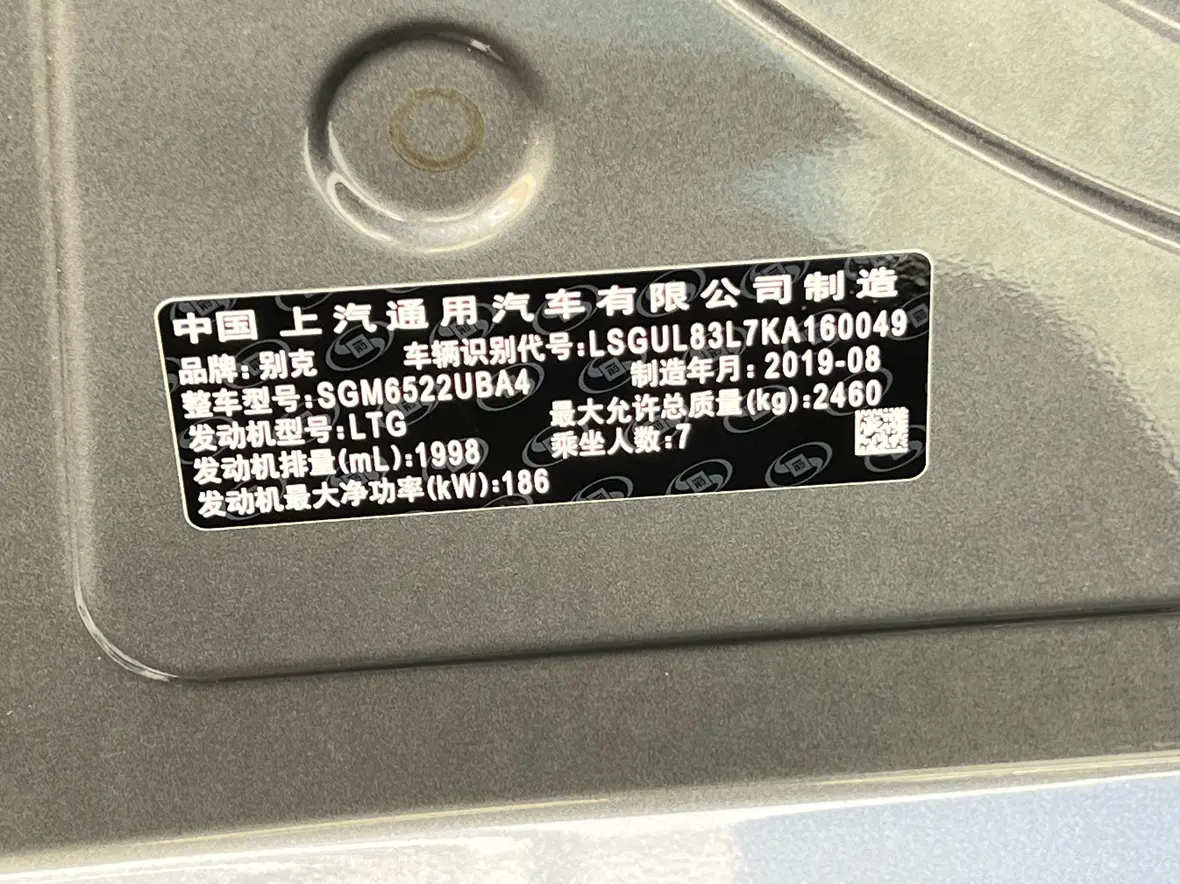 中国 上汽通用汽车有限公司制造
品牌:别克 车辆识别代号:LSGUL83L7KA160049
整车型号:SGM6522UBA4 制造年月:2019-08
发动机型号:LTG 最大允许总质量(kg):2460
发动机排量(mL):1998 乘坐人数:7
发动机最大净功率(kW):186